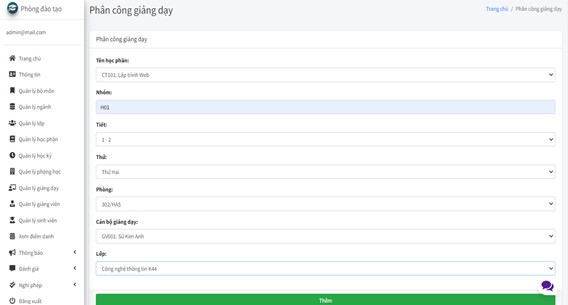 Phòng đào tạo
admin@mail.com
Trang chủ
Thông tin
Quản lý bộ môn
Quản lý ngành
Quản lý lớp
Quản lý học phần
Quản lý học kỳ
Quản lý phòng học
Quản lý giảng dạy
Quản lý giảng viên
Quản lý sinh viên
Xem điểm danh
Thông báo
Đánh giá
Nghỉ phép
Đăng xuất
Phân công giảng dạy
Trang chủ / Phân công giảng dạy
Phân công giảng dạy
Tên học phần:
CT101: Lập trình Web
Nhóm:
H01
Tiết:
1 - 2
Thứ:
Thứ Hai
Phòng:
302/HA5
Cán bộ giảng dạy:
GV001: Sử Kim Anh
Lớp:
Công nghệ thông tin K44
Thêm